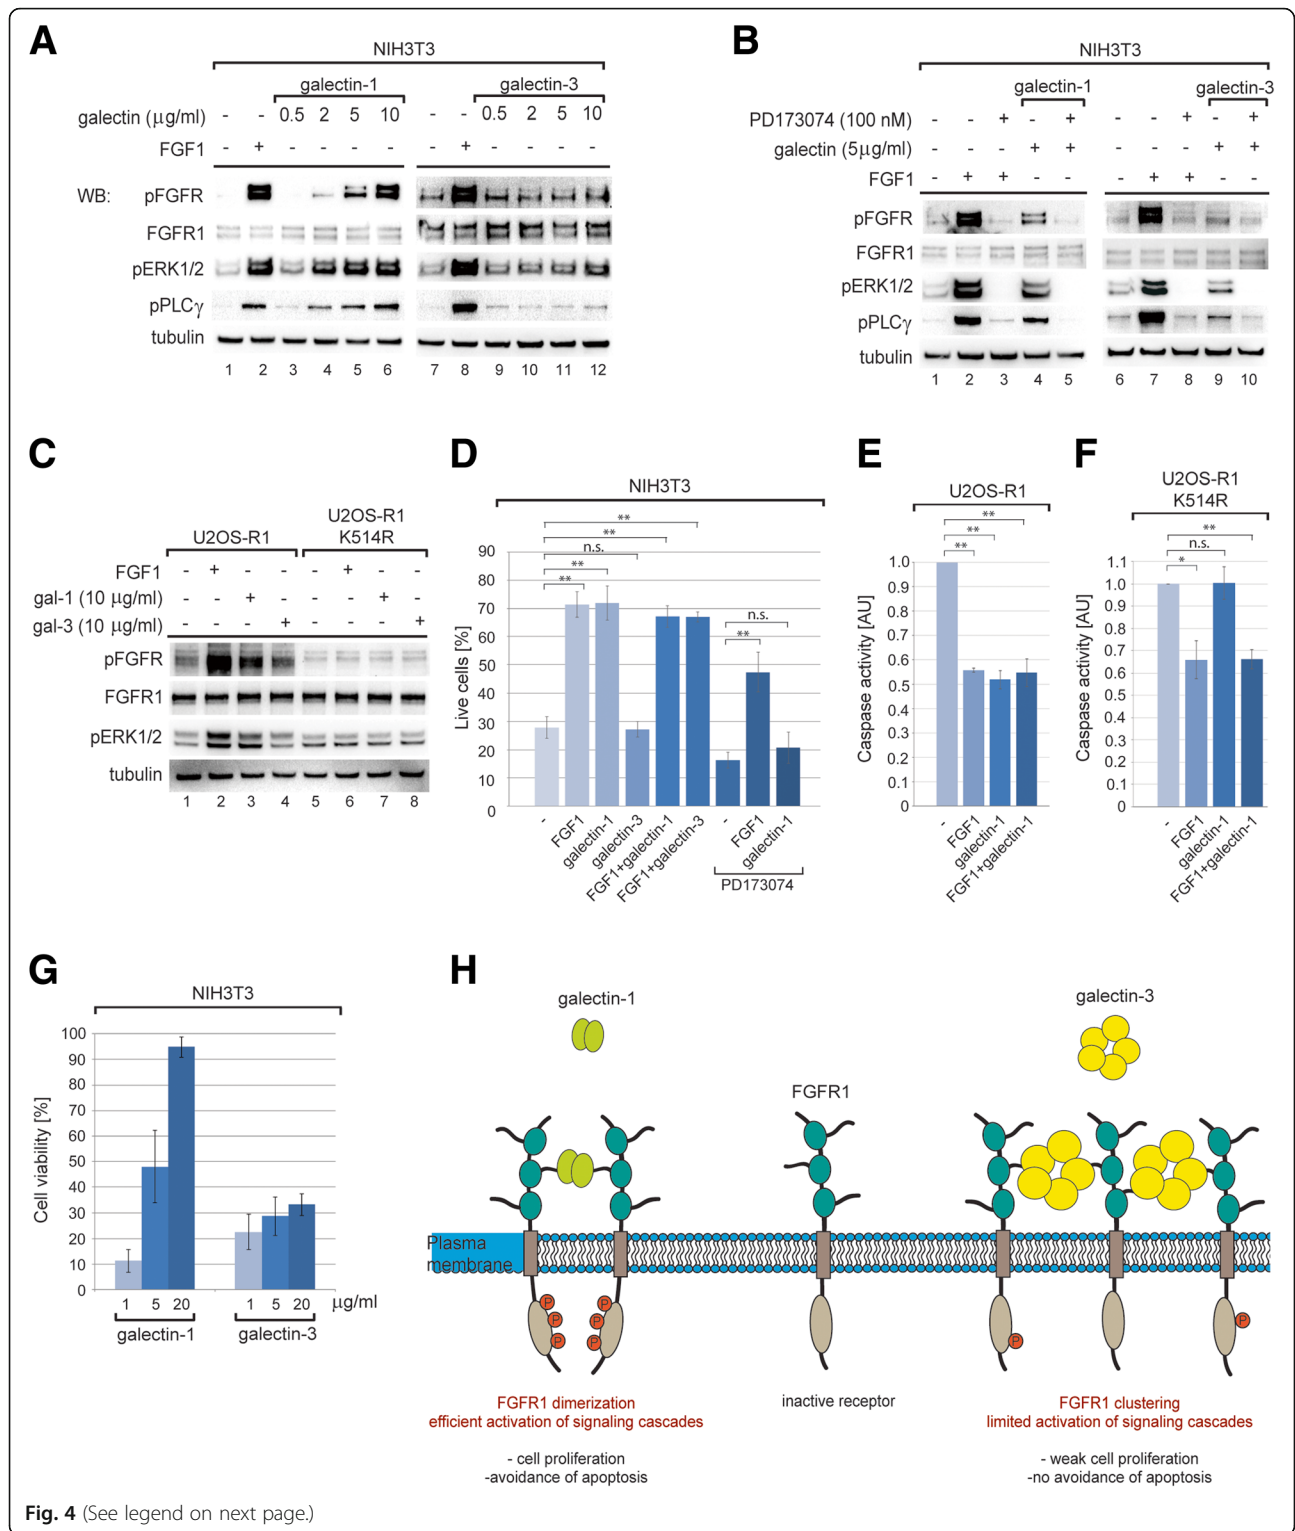 A
NIH3T3
galectin-1
galectin-3
galectin (µg/ml) - - 0.5 2 5 10 - - 0.5 2 5 10
FGF1 - + - - - - - + - - - -
WB: pFGFR
FGFR1
pERK1/2
pPLCγ
tubulin
1 2 3 4 5 6 7 8 9 10 11 12
B
NIH3T3
galectin-1
galectin-3
PD173074 (100 nM) - - + - + - - + - +
galectin (5µg/ml) - - - + + - - - + +
FGF1 - + + - - - + + - -
pFGFR
FGFR1
pERK1/2
pPLCγ
tubulin
1 2 3 4 5 6 7 8 9 10
C
U2OS-R1
U2OS-R1
K514R
FGF1 - + - - - + - -
gal-1 (10 µg/ml) - - + - - - + -
gal-3 (10 µg/ml) - - - + - - - +
pFGFR
FGFR1
pERK1/2
tubulin
1 2 3 4 5 6 7 8
D
NIH3T3
**
**
n.s.
**
**
n.s.
**
Live cells [%]
90
80
70
60
50
40
30
20
10
0
-
FGF1
galectin-1
galectin-3
FGF1+galectin-1
FGF1+galectin-3
-
FGF1
galectin-1
PD173074
E
U2OS-R1
**
**
**
Caspase activity [AU]
1.0
0.9
0.8
0.7
0.6
0.5
0.4
0.3
0.2
0.1
0
-
FGF1
galectin-1
FGF1+galectin-1
F
U2OS-R1
K514R
**
n.s.
*
Caspase activity [AU]
1.1
1.0
0.9
0.8
0.7
0.6
0.5
0.4
0.3
0.2
0.1
0
-
FGF1
galectin-1
FGF1+galectin-1
G
NIH3T3
Cell viability [%]
100
90
80
70
60
50
40
30
20
10
0
1 5 20 1 5 20 µg/ml
galectin-1
galectin-3
H
galectin-1
galectin-3
FGFR1
Plasma
membrane
P
P
P
P
P
P
P
P
FGFR1 dimerization
efficient activation of signaling cascades
- cell proliferation
-avoidance of apoptosis
inactive receptor
FGFR1 clustering
limited activation of signaling cascades
- weak cell proliferation
-no avoidance of apoptosis
Fig. 4 (See legend on next page.)